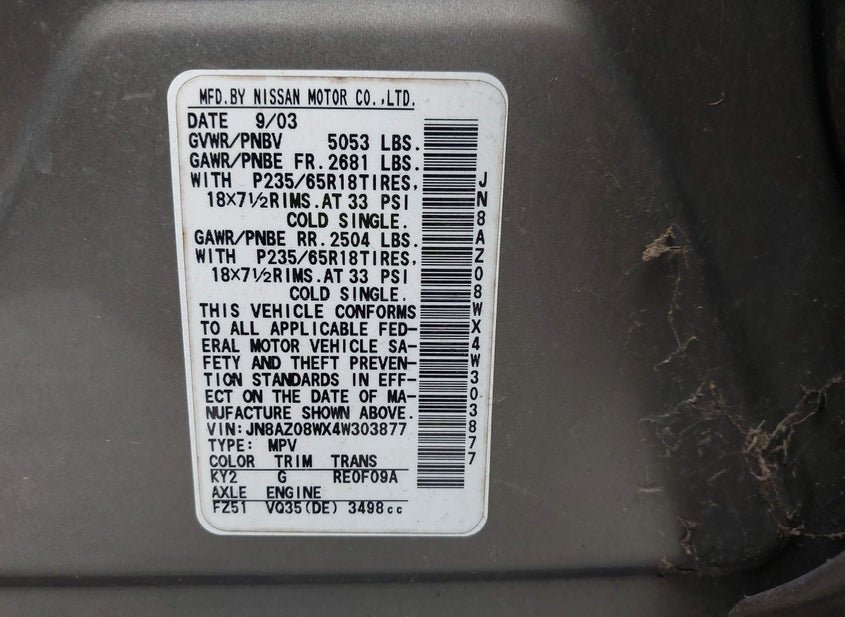 MFD.BY NISSAN MOTOR CO.,LTD.
DATE 9/03
GVWR/PNBV 5053 LBS.
GAWR/PNBE FR. 2681 LBS.
WITH P235/65R18TIRES,
18×7½RIMS.AT 33 PSI
COLD SINGLE.
GAWR/PNBE RR. 2504 LBS.
WITH P235/65R18TIRES,
18×7½RIMS.AT 33 PSI
COLD SINGLE.
THIS VEHICLE CONFORMS
TO ALL APPLICABLE FED-
ERAL MOTOR VEHICLE SA-
FETY AND THEFT PREVEN-
TION STANDARDS IN EFF-
ECT ON THE DATE OF MA-
NUFACTURE SHOWN ABOVE.
VIN:JN8AZ08WX4W303877
TYPE: MPV
COLOR TRIM TRANS
KY2 G RE0F09A
AXLE ENGINE
FZ51 VQ35(DE) 3498cc
JN8AZ08WX4W303877